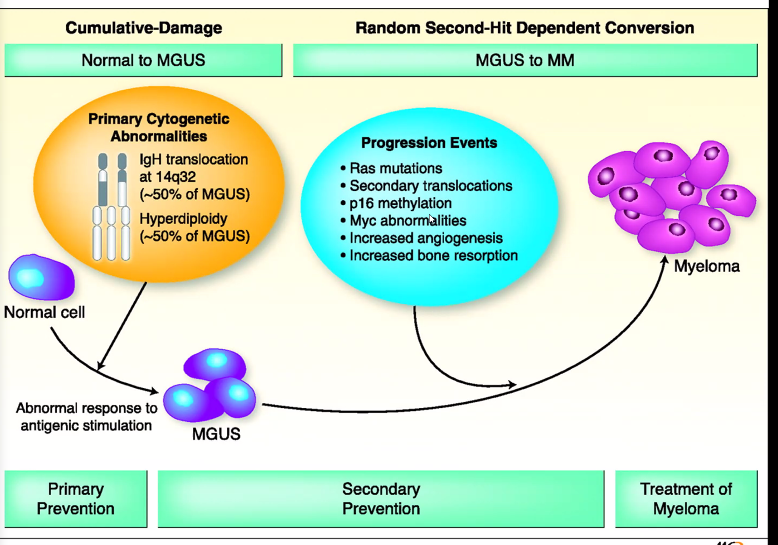 Cumulative-Damage
Random Second-Hit Dependent Conversion
Normal to MGUS
MGUS to MM
Primary Cytogenetic
Abnormalities
IgH translocation
at 14q32
(~50% of MGUS)
Hyperdiploidy
(~50% of MGUS)
Progression Events
• Ras mutations
• Secondary translocations
• p16 methylation
• Myc abnormalities
• Increased angiogenesis
• Increased bone resorption
Myeloma
Normal cell
Abnormal response to
antigenic stimulation
MGUS
Primary
Prevention
Secondary
Prevention
Treatment of
Myeloma